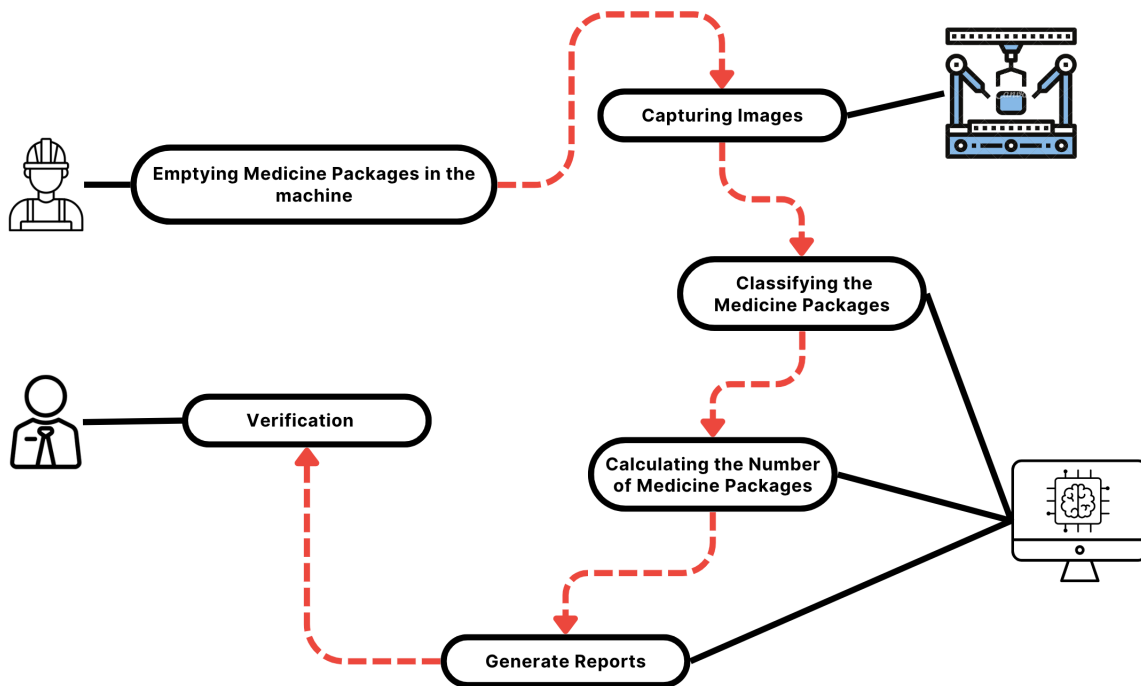 Capturing Images
Emptying Medicine Packages in the
machine
Classifying the
Medicine Packages
Verification
Calculating the Number
of Medicine Packages
Generate Reports